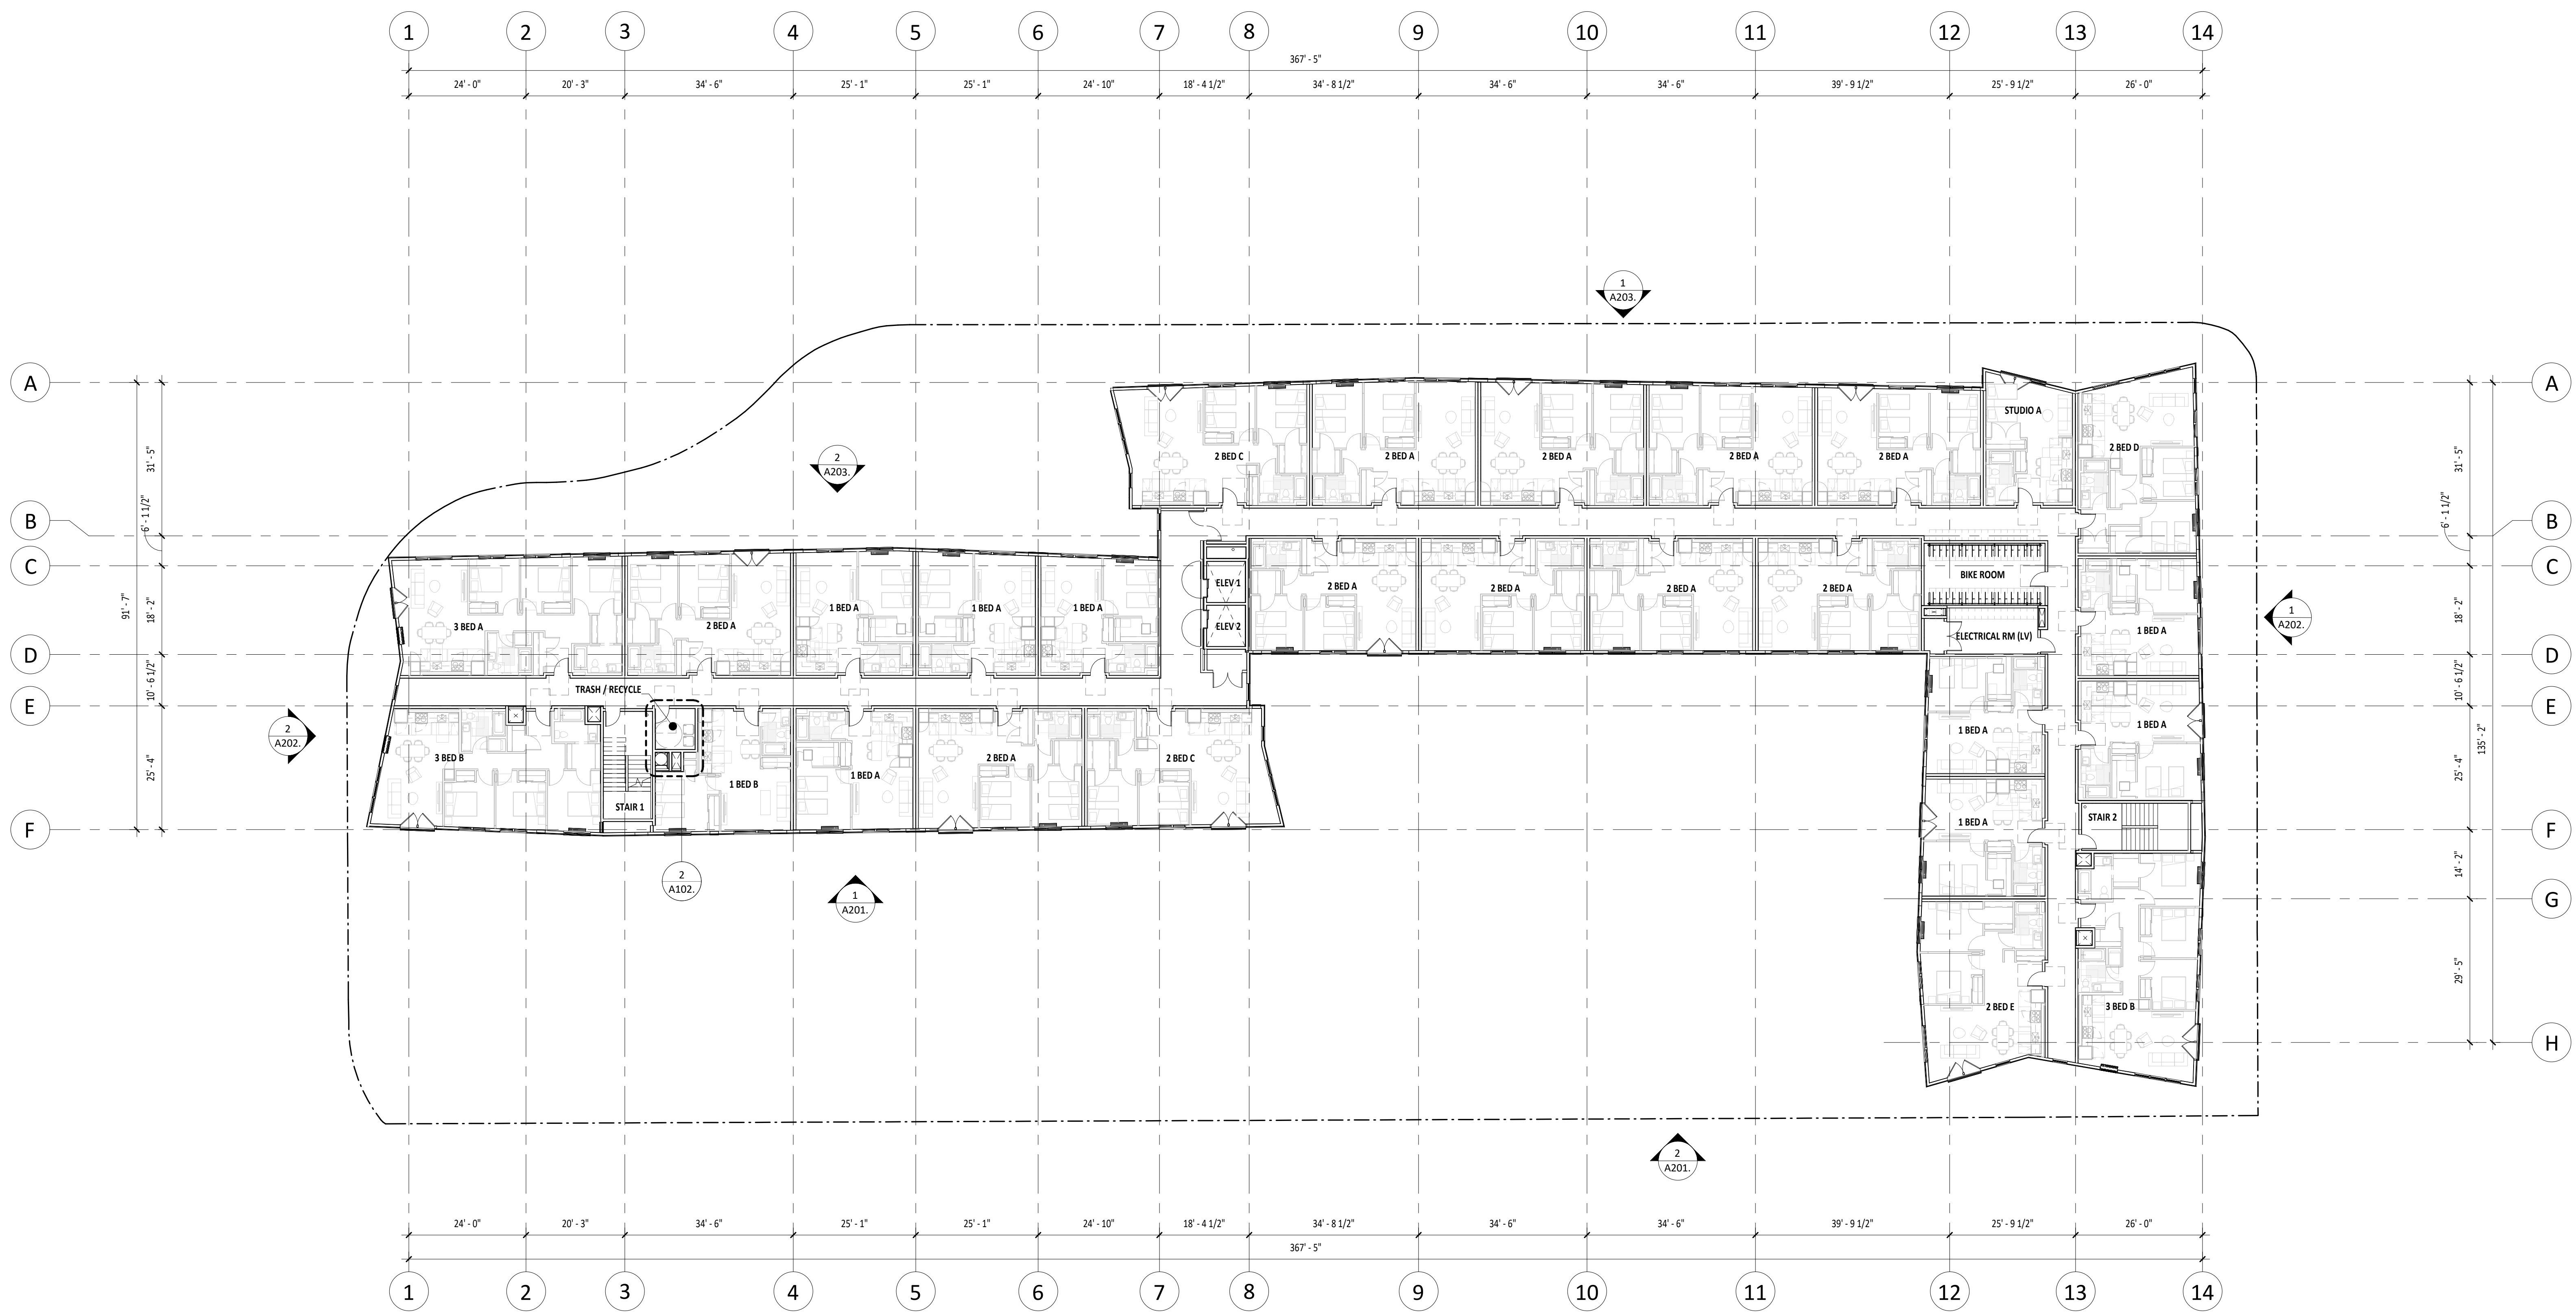 1 2 3 4 5 6 7 8 9 10 11 12 13 14
367' - 5"
24' - 0" 20' - 3" 34' - 6" 25' - 1" 25' - 1" 24' - 10" 18' - 4 1/2" 34' - 8 1/2" 34' - 6" 34' - 6" 39' - 9 1/2" 25' - 9 1/2" 26' - 0"
1
A203.
A A
STUDIO A
2 BED D
31' - 5" 31' - 5"
2
A203.
2 BED C 2 BED A 2 BED A 2 BED A 2 BED A
6' - 1 1/2" 6' - 1 1/2"
B B
C C
ELEV 1 2 BED A 2 BED A 2 BED A 2 BED A BIKE ROOM
91' - 7" 18' - 2" 18' - 2"
1 BED A 1 BED A 1 BED A
1
A202.
3 BED A 2 BED A ELEV 2 ELECTRICAL RM (LV) 1 BED A
D D
10' - 6 1/2" 10' - 6 1/2"
TRASH / RECYCLE
E E
2
A202.
1 BED A 1 BED A
135' - 2"
3 BED B 2 BED A 2 BED C
25' - 4" 25' - 4"
1 BED B 1 BED A
STAIR 1 1 BED A STAIR 2
F F
14' - 2"
2
A102.
1
A201.
G
29' - 5"
2 BED E 3 BED B
H
2
A201.
24' - 0" 20' - 3" 34' - 6" 25' - 1" 25' - 1" 24' - 10" 18' - 4 1/2" 34' - 8 1/2" 34' - 6" 34' - 6" 39' - 9 1/2" 25' - 9 1/2" 26' - 0"
367' - 5"
1 2 3 4 5 6 7 8 9 10 11 12 13 14